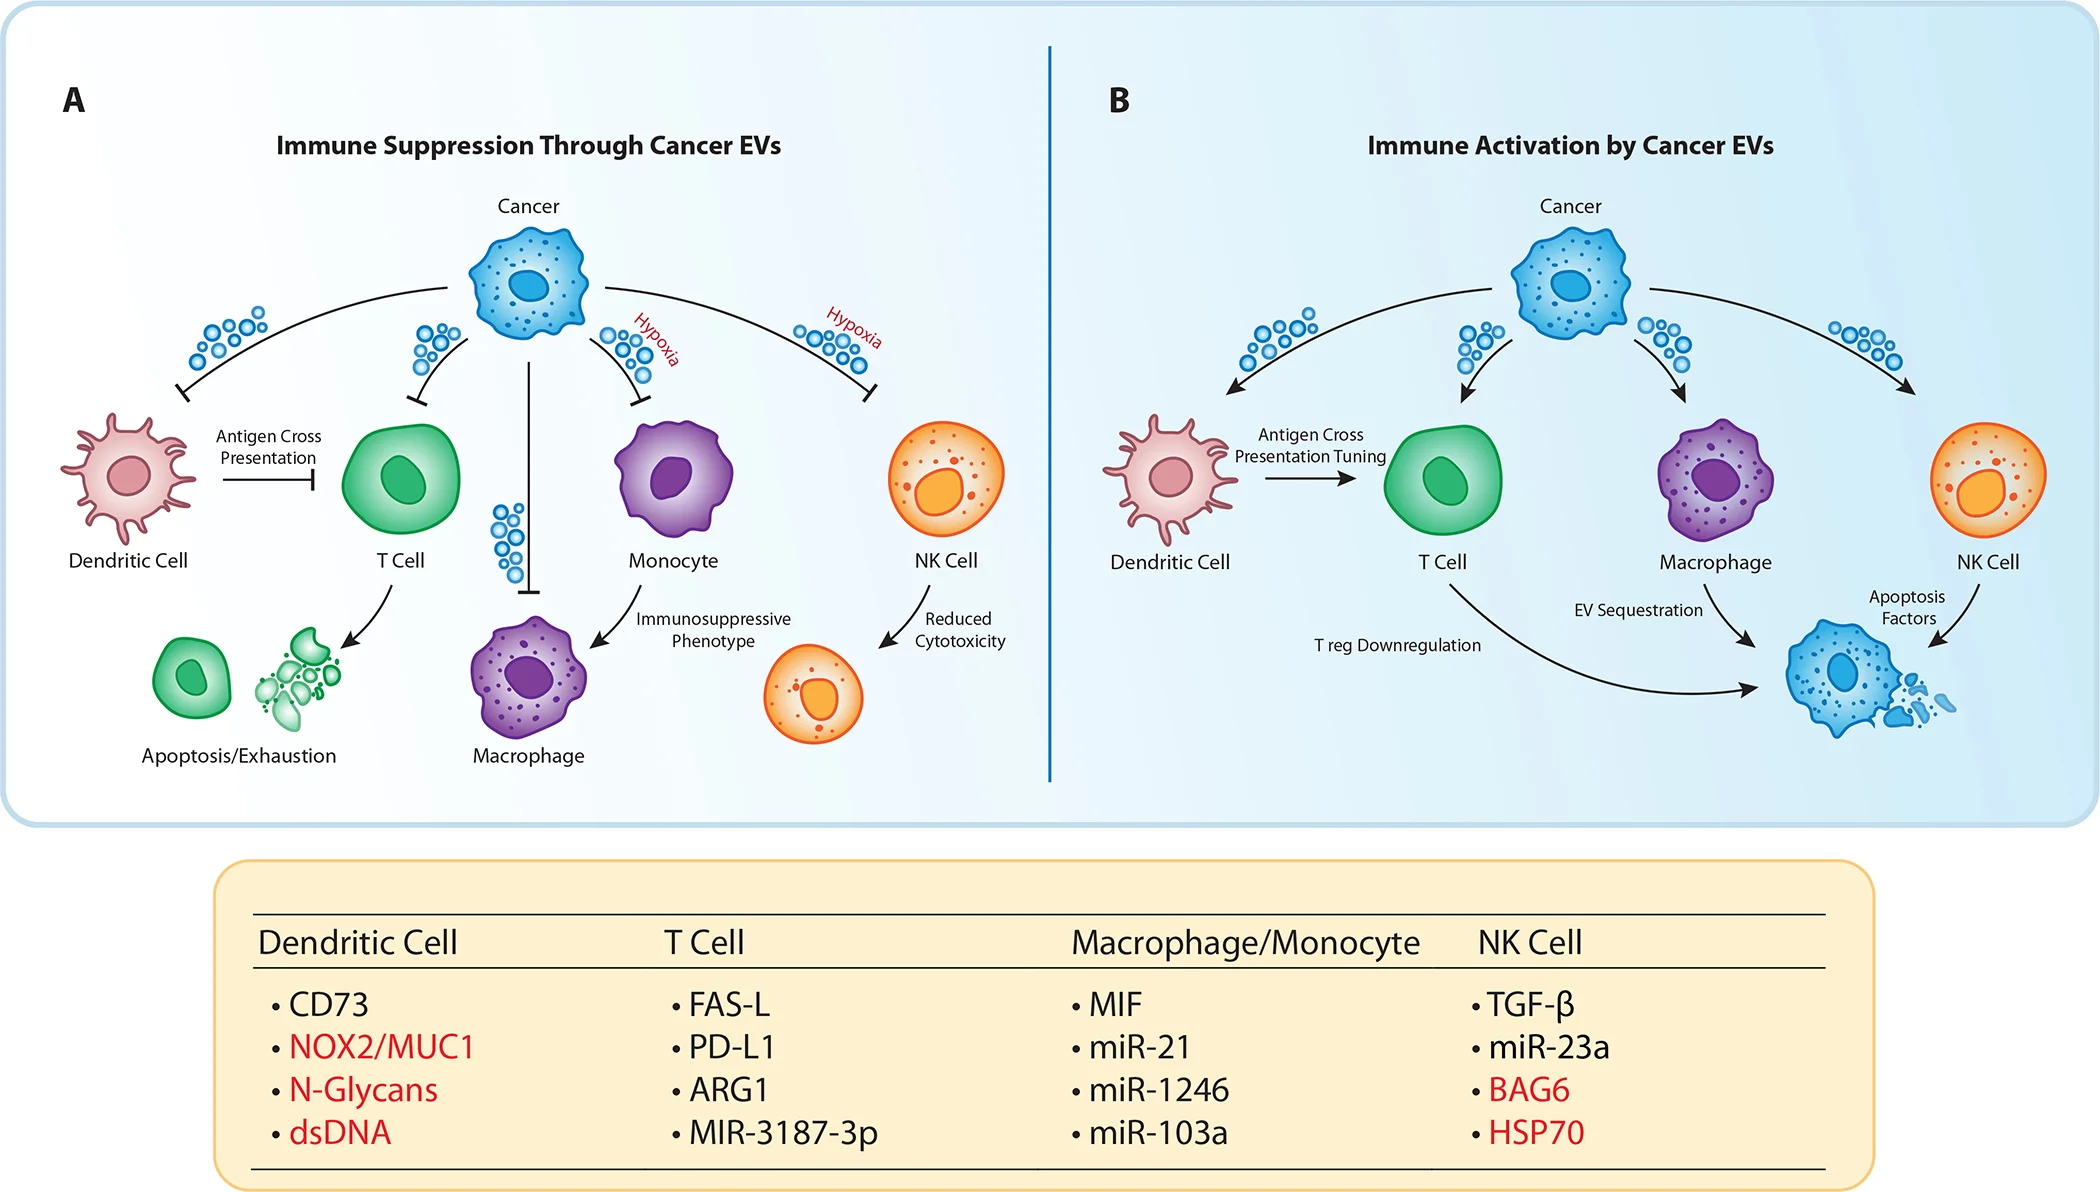 A
Immune Suppression Through Cancer EVs
Cancer
Hypoxia
Hypoxia
Antigen Cross
Presentation
Dendritic Cell
T Cell
Monocyte
NK Cell
Immunosuppressive
Phenotype
Reduced
Cytotoxicity
Apoptosis/Exhaustion
Macrophage
B
Immune Activation by Cancer EVs
Cancer
Antigen Cross
Presentation Tuning
Dendritic Cell
T Cell
Macrophage
NK Cell
T reg Downregulation
EV Sequestration
Apoptosis
Factors
Dendritic Cell
• CD73
• NOX2/MUC1
• N-Glycans
• dsDNA
T Cell
• FAS-L
• PD-L1
• ARG1
• MIR-3187-3p
Macrophage/Monocyte
• MIF
• miR-21
• miR-1246
• miR-103a
NK Cell
• TGF-β
• miR-23a
• BAG6
• HSP70